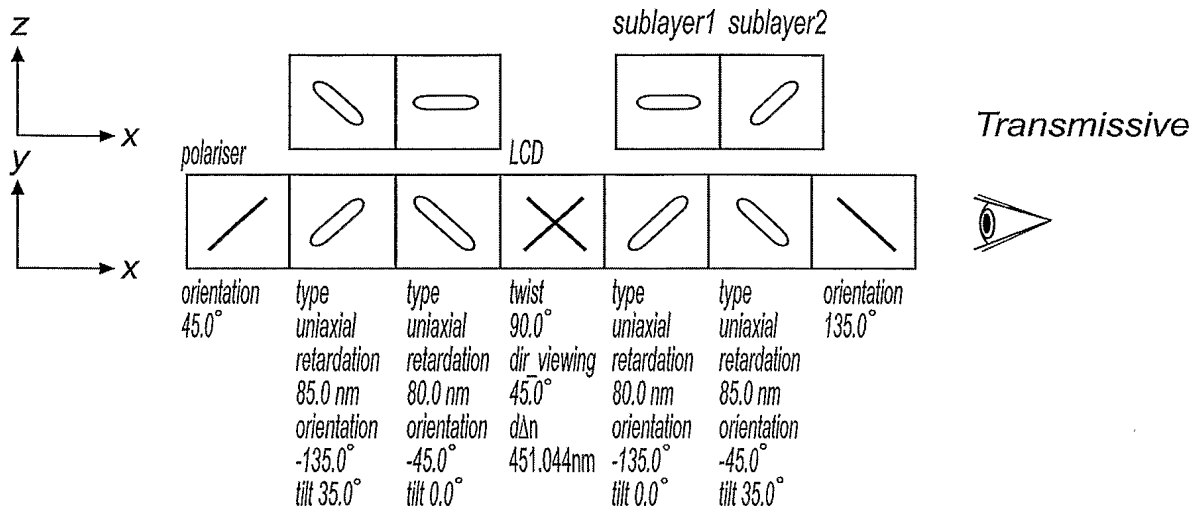 z
sublayer1 sublayer2
x
Transmissive
y
polariser
LCD
x
orientation
45.0°
type
uniaxial
retardation
85.0 nm
orientation
-135.0°
tilt 35.0°
type
uniaxial
retardation
80.0 nm
orientation
-45.0°
tilt 0.0°
twist
90.0°
dir_viewing
45.0°
dΔn
451.044nm
type
uniaxial
retardation
80.0 nm
orientation
-135.0°
tilt 0.0°
type
uniaxial
retardation
85.0 nm
orientation
-45.0°
tilt 35.0°
orientation
135.0°